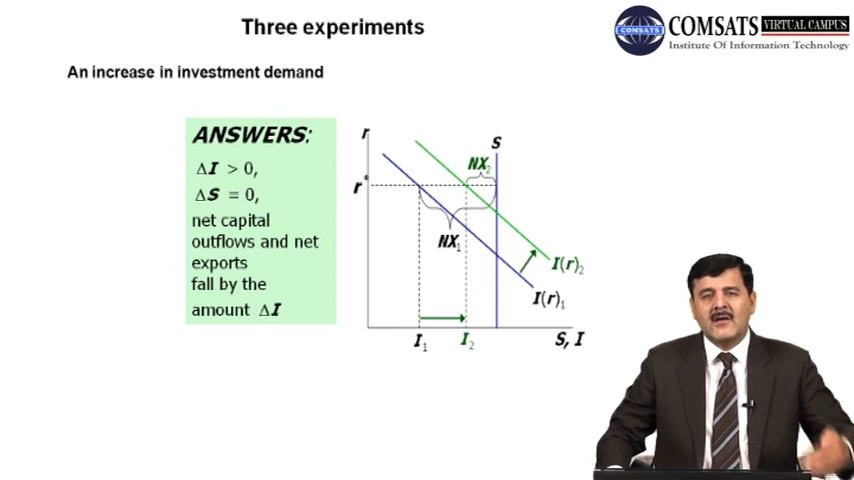 Three experiments
COMSATS
COMSATS VIRTUAL CAMPUS
Institute Of Information Technology
An increase in investment demand
ANSWERS:
ΔI > 0,
ΔS = 0,
net capital
outflows and net
exports
fall by the
amount ΔI
r
S
NX₂
r*
NX₁
I(r)₂
I(r)₁
I₁
I₂
S, I